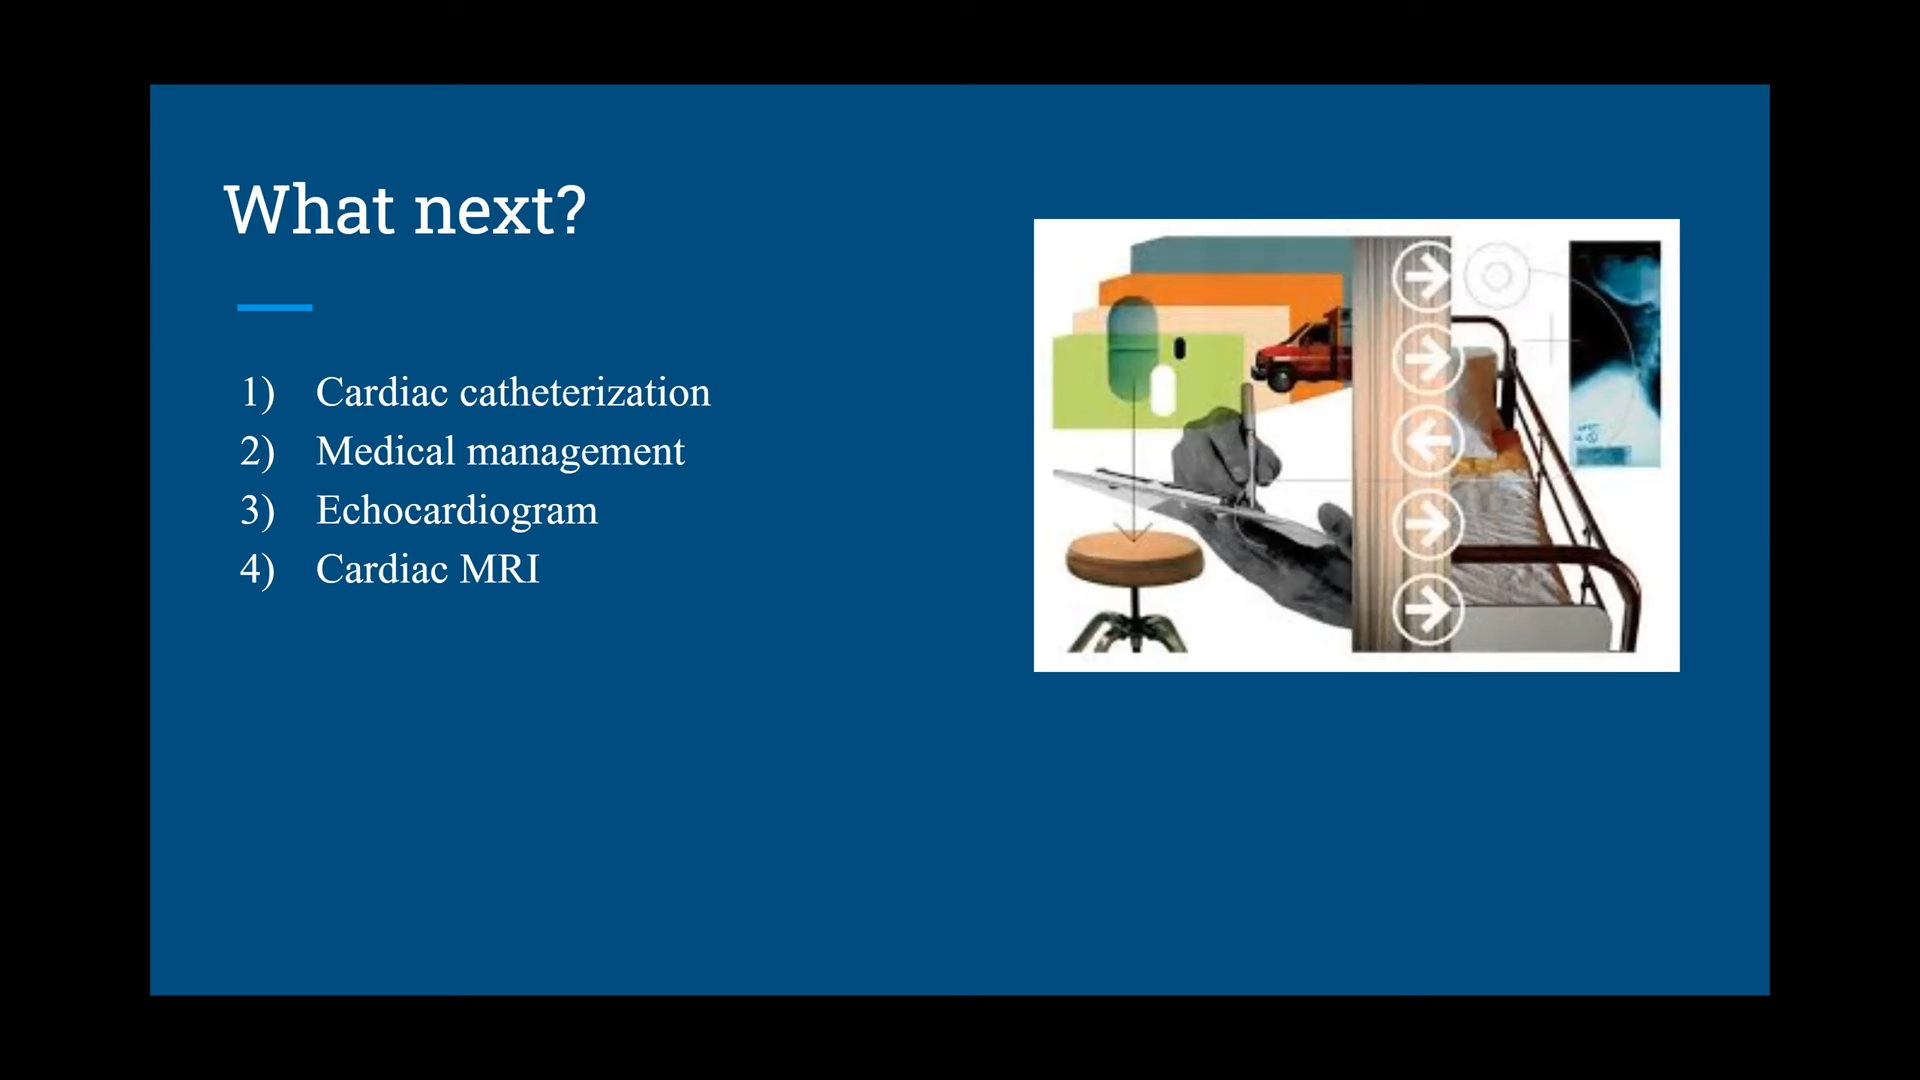 What next?
1) Cardiac catheterization
2) Medical management
3) Echocardiogram
4) Cardiac MRI